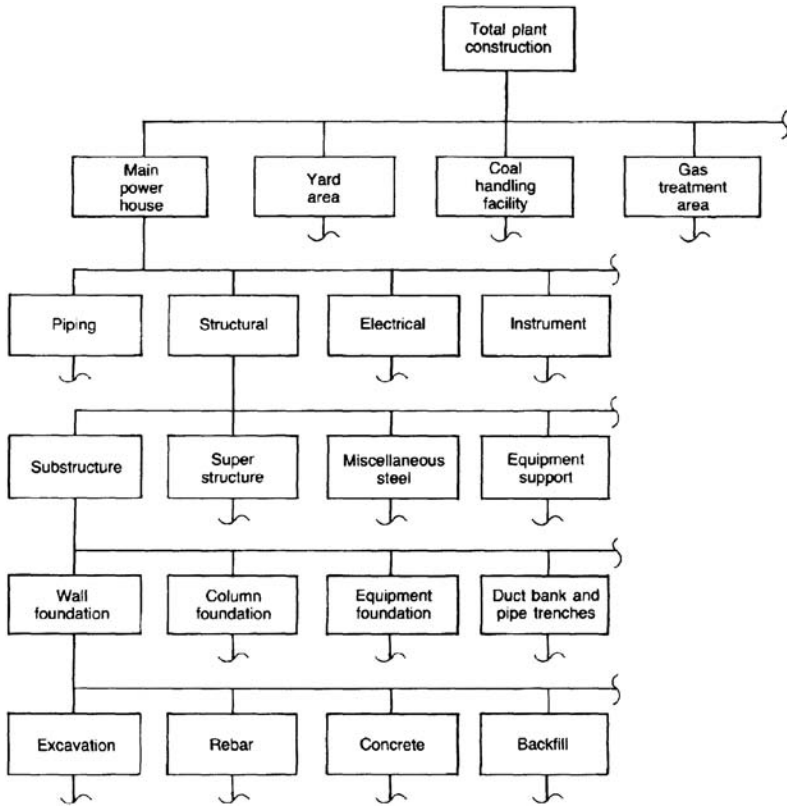 Total plant
construction
Main
power
house
Yard
area
Coal
handling
facility
Gas
treatment
area
Piping
Structural
Electrical
Instrument
Substructure
Super
structure
Miscellaneous
steel
Equipment
support
Wall
foundation
Column
foundation
Equipment
foundation
Duct bank and
pipe trenches
Excavation
Rebar
Concrete
Backfill